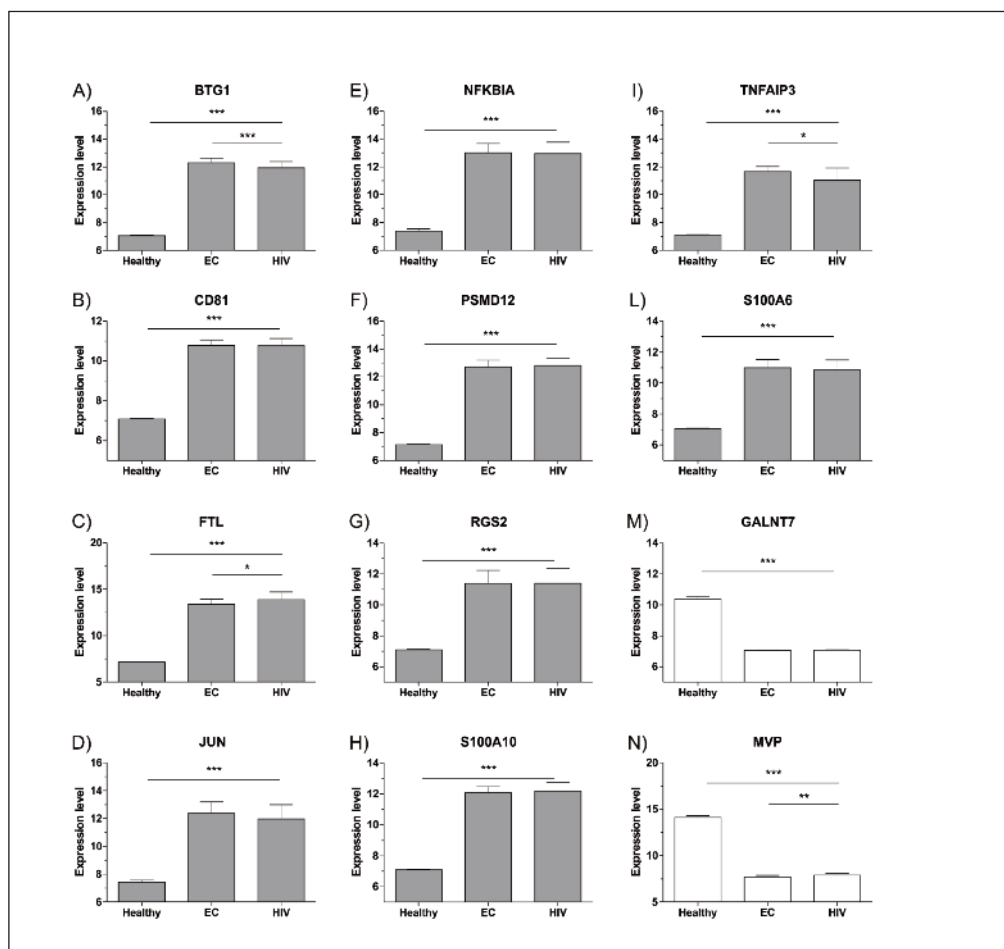 A)
BTG1
***
***
Expression level
16
14
12
10
8
6
Healthy EC HIV
B)
CD81
***
Expression level
12
10
8
6
Healthy EC HIV
C)
FTL
***
*
Expression level
20
15
10
5
Healthy EC HIV
D)
JUN
***
Expression level
16
14
12
10
8
6
Healthy EC HIV
E)
NFKBIA
***
Expression level
16
14
12
10
8
6
Healthy EC HIV
F)
PSMD12
***
Expression level
16
14
12
10
8
6
Healthy EC HIV
G)
RGS2
***
Expression level
14
12
10
8
6
Healthy EC HIV
H)
S100A10
***
Expression level
14
12
10
8
6
Healthy EC HIV
I)
TNFAIP3
***
*
Expression level
16
14
12
10
8
6
Healthy EC HIV
L)
S100A6
***
Expression level
14
12
10
8
6
Healthy EC HIV
M)
GALNT7
***
Expression level
14
12
10
8
6
Healthy EC HIV
N)
MVP
***
**
Expression level
20
15
10
5
Healthy EC HIV